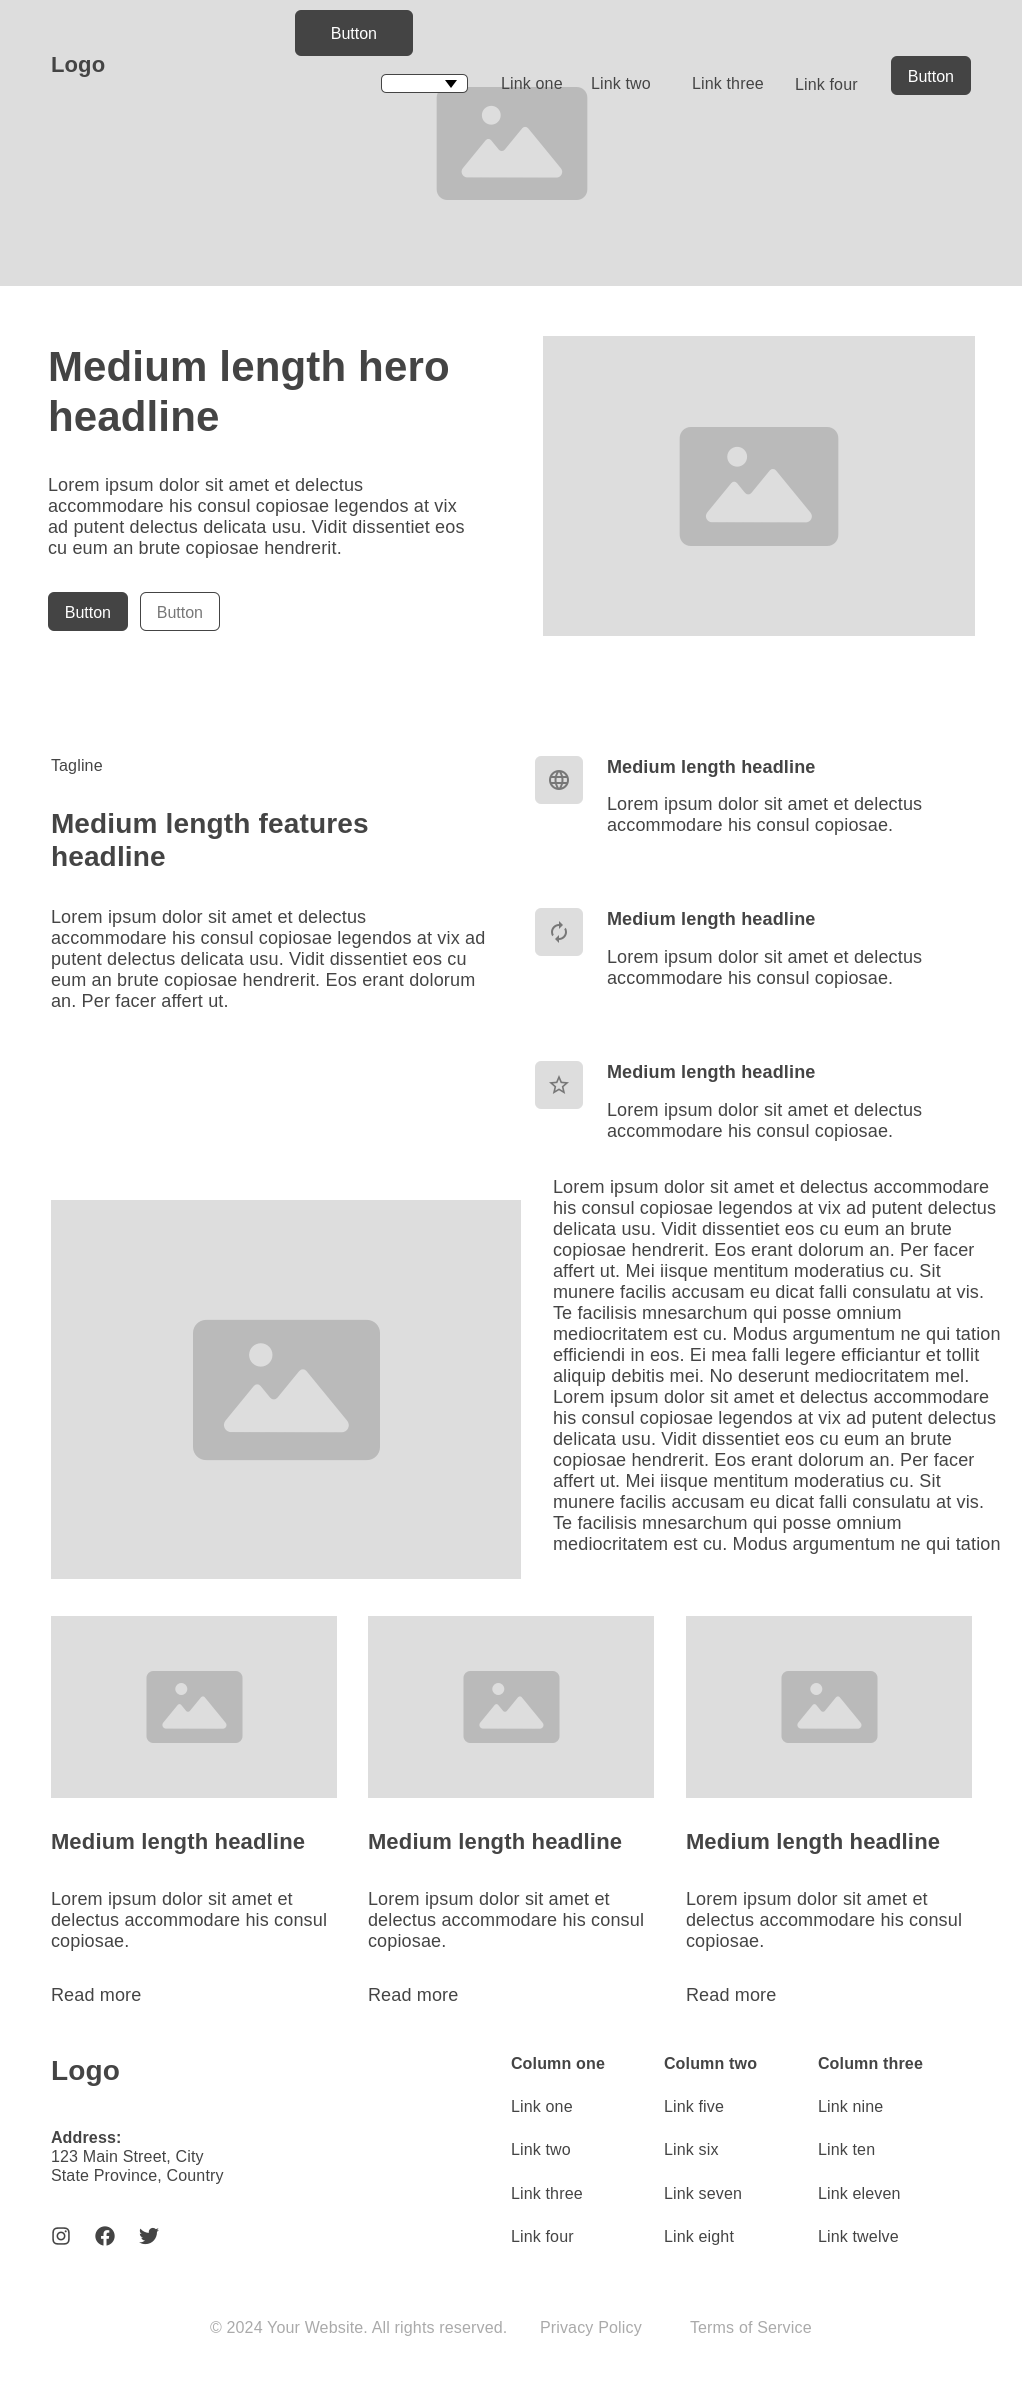 Button
Logo
Link one
Link two
Link three
Link four
Button
Medium length hero
headline
Lorem ipsum dolor sit amet et delectus
accommodare his consul copiosae legendos at vix
ad putent delectus delicata usu. Vidit dissentiet eos
cu eum an brute copiosae hendrerit.
Button
Button
Tagline
Medium length features
headline
Lorem ipsum dolor sit amet et delectus
accommodare his consul copiosae legendos at vix ad
putent delectus delicata usu. Vidit dissentiet eos cu
eum an brute copiosae hendrerit. Eos erant dolorum
an. Per facer affert ut.
Medium length headline
Lorem ipsum dolor sit amet et delectus
accommodare his consul copiosae.
Medium length headline
Lorem ipsum dolor sit amet et delectus
accommodare his consul copiosae.
Medium length headline
Lorem ipsum dolor sit amet et delectus
accommodare his consul copiosae.
Lorem ipsum dolor sit amet et delectus accommodare
his consul copiosae legendos at vix ad putent delectus
delicata usu. Vidit dissentiet eos cu eum an brute
copiosae hendrerit. Eos erant dolorum an. Per facer
affert ut. Mei iisque mentitum moderatius cu. Sit
munere facilis accusam eu dicat falli consulatu at vis.
Te facilisis mnesarchum qui posse omnium
mediocritatem est cu. Modus argumentum ne qui tation
efficiendi in eos. Ei mea falli legere efficiantur et tollit
aliquip debitis mei. No deserunt mediocritatem mel.
Lorem ipsum dolor sit amet et delectus accommodare
his consul copiosae legendos at vix ad putent delectus
delicata usu. Vidit dissentiet eos cu eum an brute
copiosae hendrerit. Eos erant dolorum an. Per facer
affert ut. Mei iisque mentitum moderatius cu. Sit
munere facilis accusam eu dicat falli consulatu at vis.
Te facilisis mnesarchum qui posse omnium
mediocritatem est cu. Modus argumentum ne qui tation
Medium length headline
Lorem ipsum dolor sit amet et
delectus accommodare his consul
copiosae.
Read more
Medium length headline
Lorem ipsum dolor sit amet et
delectus accommodare his consul
copiosae.
Read more
Medium length headline
Lorem ipsum dolor sit amet et
delectus accommodare his consul
copiosae.
Read more
Logo
Address:
123 Main Street, City
State Province, Country
Column one
Link one
Link two
Link three
Link four
Column two
Link five
Link six
Link seven
Link eight
Column three
Link nine
Link ten
Link eleven
Link twelve
© 2024 Your Website. All rights reserved.
Privacy Policy
Terms of Service